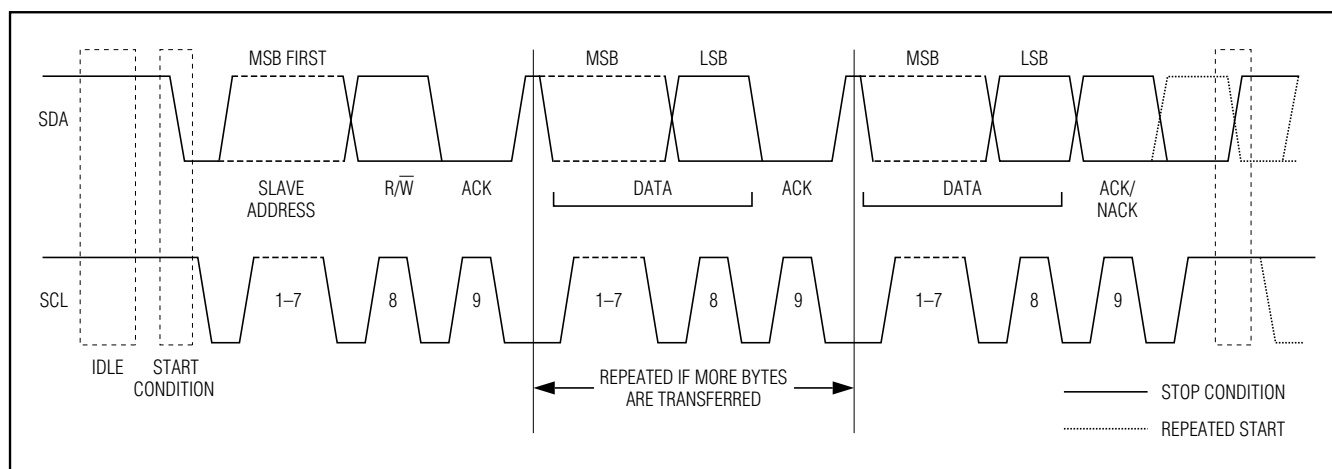 MSB FIRST
MSB
LSB
MSB
LSB
SDA
SLAVE
ADDRESS
R/W̅
ACK
DATA
ACK
DATA
ACK/
NACK
SCL
1–7
8
9
1–7
8
9
1–7
8
9
IDLE
START
CONDITION
REPEATED IF MORE BYTES
ARE TRANSFERRED
STOP CONDITION
REPEATED START